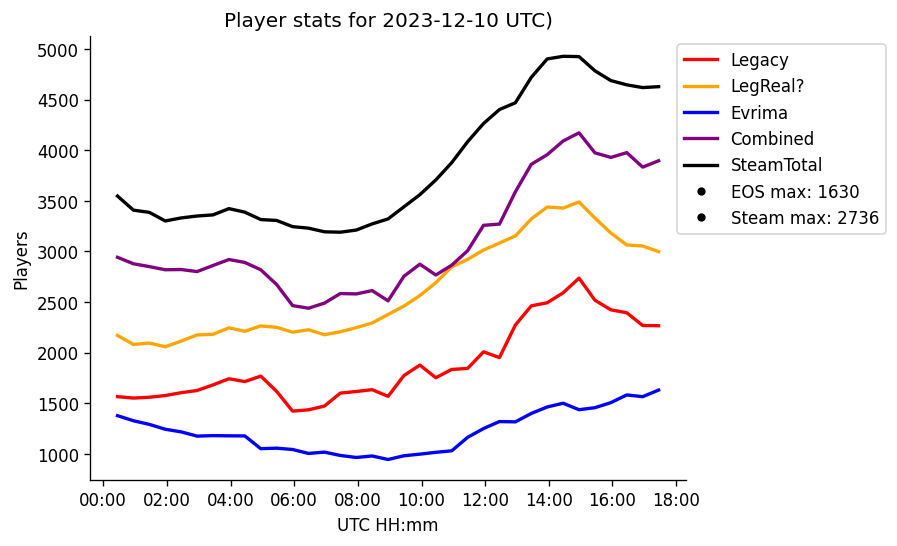 Player stats for 2023-12-10 UTC)
5000
4500
4000
3500
3000
2500
2000
1500
1000
Players
00:00 02:00 04:00 06:00 08:00 10:00 12:00 14:00 16:00 18:00
UTC HH:mm
Legacy
LegReal?
Evrima
Combined
SteamTotal
EOS max: 1630
Steam max: 2736